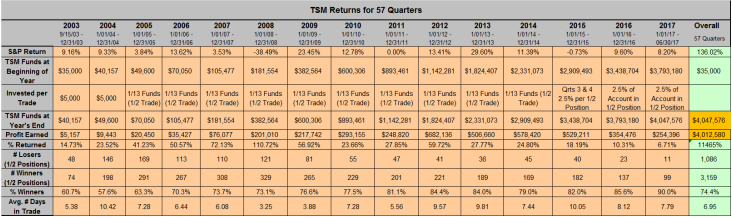 TSM Returns for 57 Quarters
2003 2004 2005 2006 2007 2008 2009 2010 2011 2012 2013 2014 2015 2016 2017 Overall
9/15/03 - 12/31/03 1/01/04 12/31/04 1/01/05 12/31/05 1/01/06 12/31/06 1/01/07 12/31/07 1/01/08 12/31/08 1/01/09 12/31/09 1/01/10 12/31/10 1/01/11 12/31/11 1/01/12 12/31/12 1/01/13 12/31/13 1/01/14 12/31/14 1/01/15 12/31/15 1/01/16 12/31/16 1/01/17 06/30/17 57 Quarters
S&P Return 9.16% 9.33% 3.84% 13.62% 3.53% -38.49% 23.45% 12.78% 0.00% 13.41% 29.60% 11.39% -0.73% 9.60% 8.20% 136.02%
TSM Funds at Beginning of Year $35,000 $40,157 $49,600 $70,050 $105,477 $181,554 $382,564 $600,306 $893,461 $1,142,281 $1,824,407 $2,331,073 $2,909,493 $3,438,704 $3,793,180 $35,000
Invested per Trade $5,000 $5,000 1/13 Funds (1/2 Trade) 1/13 Funds (1/2 Trade) 1/13 Funds (1/2 Trade) 1/13 Funds (1/2 Trade) 1/13 Funds (1/2 Trade) 1/13 Funds (1/2 Trade) 1/13 Funds (1/2 Trade) 1/13 Funds (1/2 Trade) 1/13 Funds (1/2 Trade) 1/13 Funds (1/2 Trade) Qrts 3 & 4 2.5% per 1/2 -Position 2.5% of Account in 1/2 Position 2.5% of Account in 1/2 Position
TSM Funds at Year's End $40,157 $49,600 $70,050 $105,477 $181,554 $382,564 $600,306 $893,461 $1,142,281 $1,824,407 $2,331,073 $2,909,493 $3,438,704 $3,793,180 $4,047,576 $4,047,576
Profit Earned $5,157 $9,443 $20,450 $35,427 $76,077 $201,010 $217,742 $293,155 $248,820 $682,136 $506,660 $578,420 $529,211 $354,476 $254,396 $4,012,580
% Returned 14.73% 23.52% 41.23% 50.57% 72.13% 110.72% 56.92% 23.66% 27.85% 59.72% 27.77% 24.80% 18.19% 10.31% 6.71% 11465%
# Losers (1/2 Positions) 48 146 169 113 110 121 81 55 47 41 36 45 40 23 11 1,086
# Winners (1/2 Positions) 74 198 291 267 308 329 265 229 201 221 189 169 182 137 99 3,159
% Winners 60.7% 57.6% 63.3% 70.3% 73.7% 73.1% 76.6% 77.5% 81.1% 84.4% 84.0% 79.0% 82.0% 85.6% 90.0% 74.4%
Avg. # Days in Trade 5.38 10.42 7.28 6.44 6.08 3.25 3.88 7.28 5.56 9.57 9.81 7.44 10.05 8.12 7.79 6.95